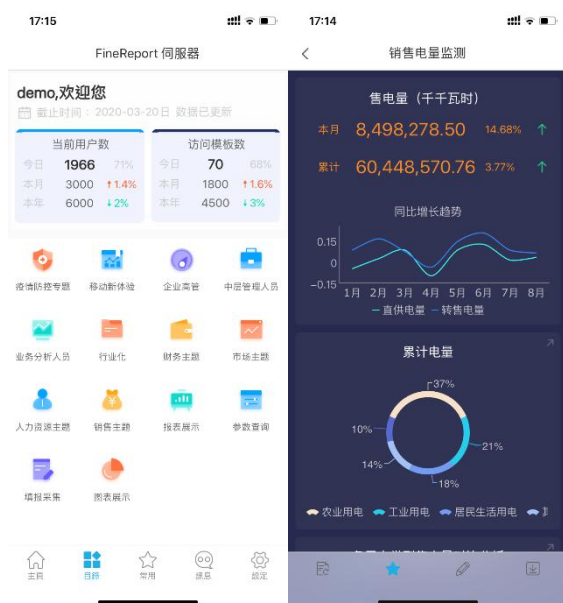 17:15
FineReport 伺服器
demo,欢迎您
截止时间：2020-03-20日 数据已更新
当前用户数
今日 1966 71%
本月 3000 ↑1.4%
本年 6000 ↓2%
访问模板数
今日 70 68%
本月 1800 ↑1.6%
本年 4500 ↓3%
疫情防控专题 移动新体验 企业高管 中层管理人员
业务分析人员 行业化 财务主题 市场主题
人力资源主题 销售主题 报表展示 参数查询
填报采集 图表展示
主頁 目錄 常用 訊息 設定
17:14
销售电量监测
售电量（千千瓦时）
本月 8,498,278.50 14.68% ↑
累计 60,448,570.76 3.77% ↑
同比增长趋势
0.15
0
-0.15
1月 2月 3月 4月 5月 6月 7月 8月
直供电量 转售电量
累计电量
37%
10%
21%
14%
18%
农业用电 工业用电 居民生活用电